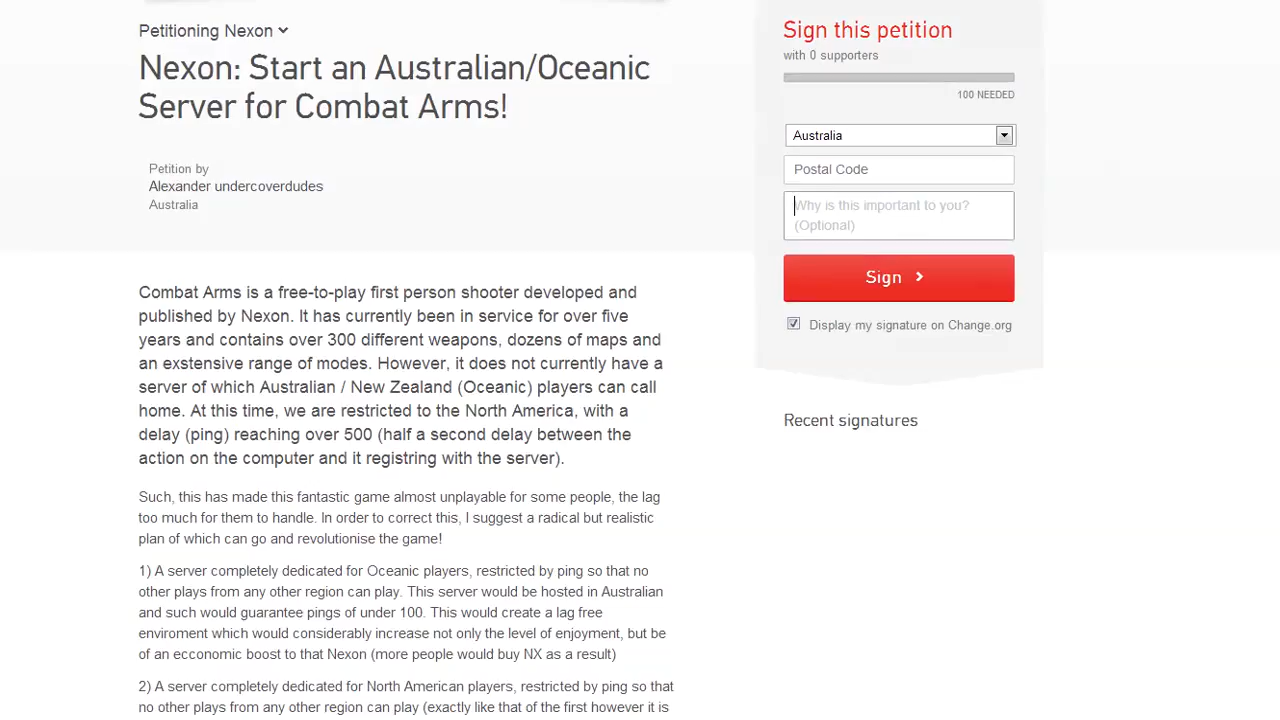 Petitioning Nexon
Nexon: Start an Australian/Oceanic
Server for Combat Arms!
Petition by
Alexander undercoverdudes
Australia
Combat Arms is a free-to-play first person shooter developed and
published by Nexon. It has currently been in service for over five
years and contains over 300 different weapons, dozens of maps and
an exstensive range of modes. However, it does not currently have a
server of which Australian / New Zealand (Oceanic) players can call
home. At this time, we are restricted to the North America, with a
delay (ping) reaching over 500 (half a second delay between the
action on the computer and it registring with the server).
Such, this has made this fantastic game almost unplayable for some people, the lag
too much for them to handle. In order to correct this, I suggest a radical but realistic
plan of which can go and revolutionise the game!
1) A server completely dedicated for Oceanic players, restricted by ping so that no
other plays from any other region can play. This server would be hosted in Australian
and such would guarantee pings of under 100. This would create a lag free
enviroment which would considerably increase not only the level of enjoyment, but be
of an ecconomic boost to that Nexon (more people would buy NX as a result)
2) A server completely dedicated for North American players, restricted by ping so that
no other plays from any other region can play (exactly like that of the first however it is
Sign this petition
with 0 supporters
100 NEEDED
Australia
Postal Code
Why is this important to you?
(Optional)
Sign
Display my signature on Change.org
Recent signatures